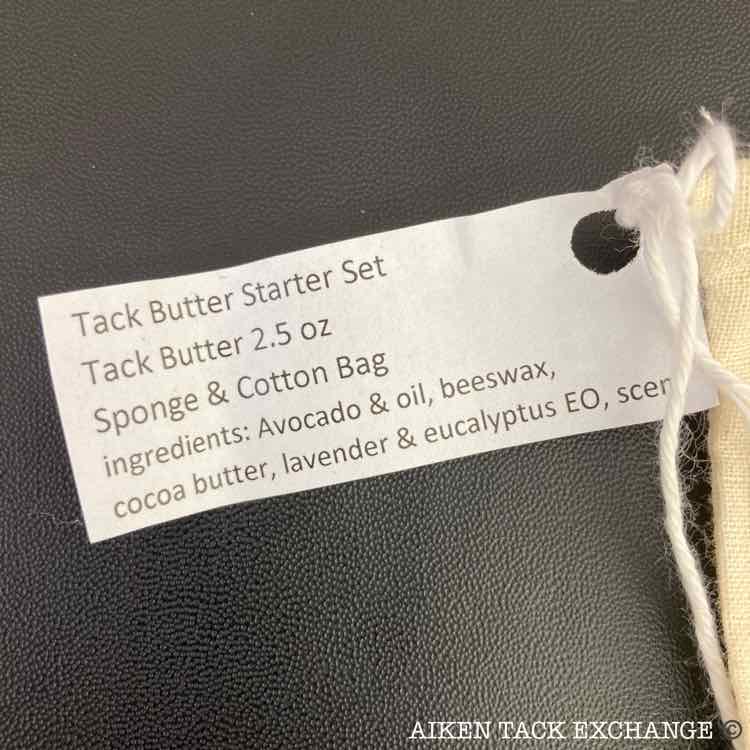 Tack Butter Starter Set
Tack Butter 2.5 oz
Sponge & Cotton Bag
ingredients: Avocado & oil, beeswax,
cocoa butter, lavender & eucalyptus EO,
AIKEN TACK EXCHANGE ©